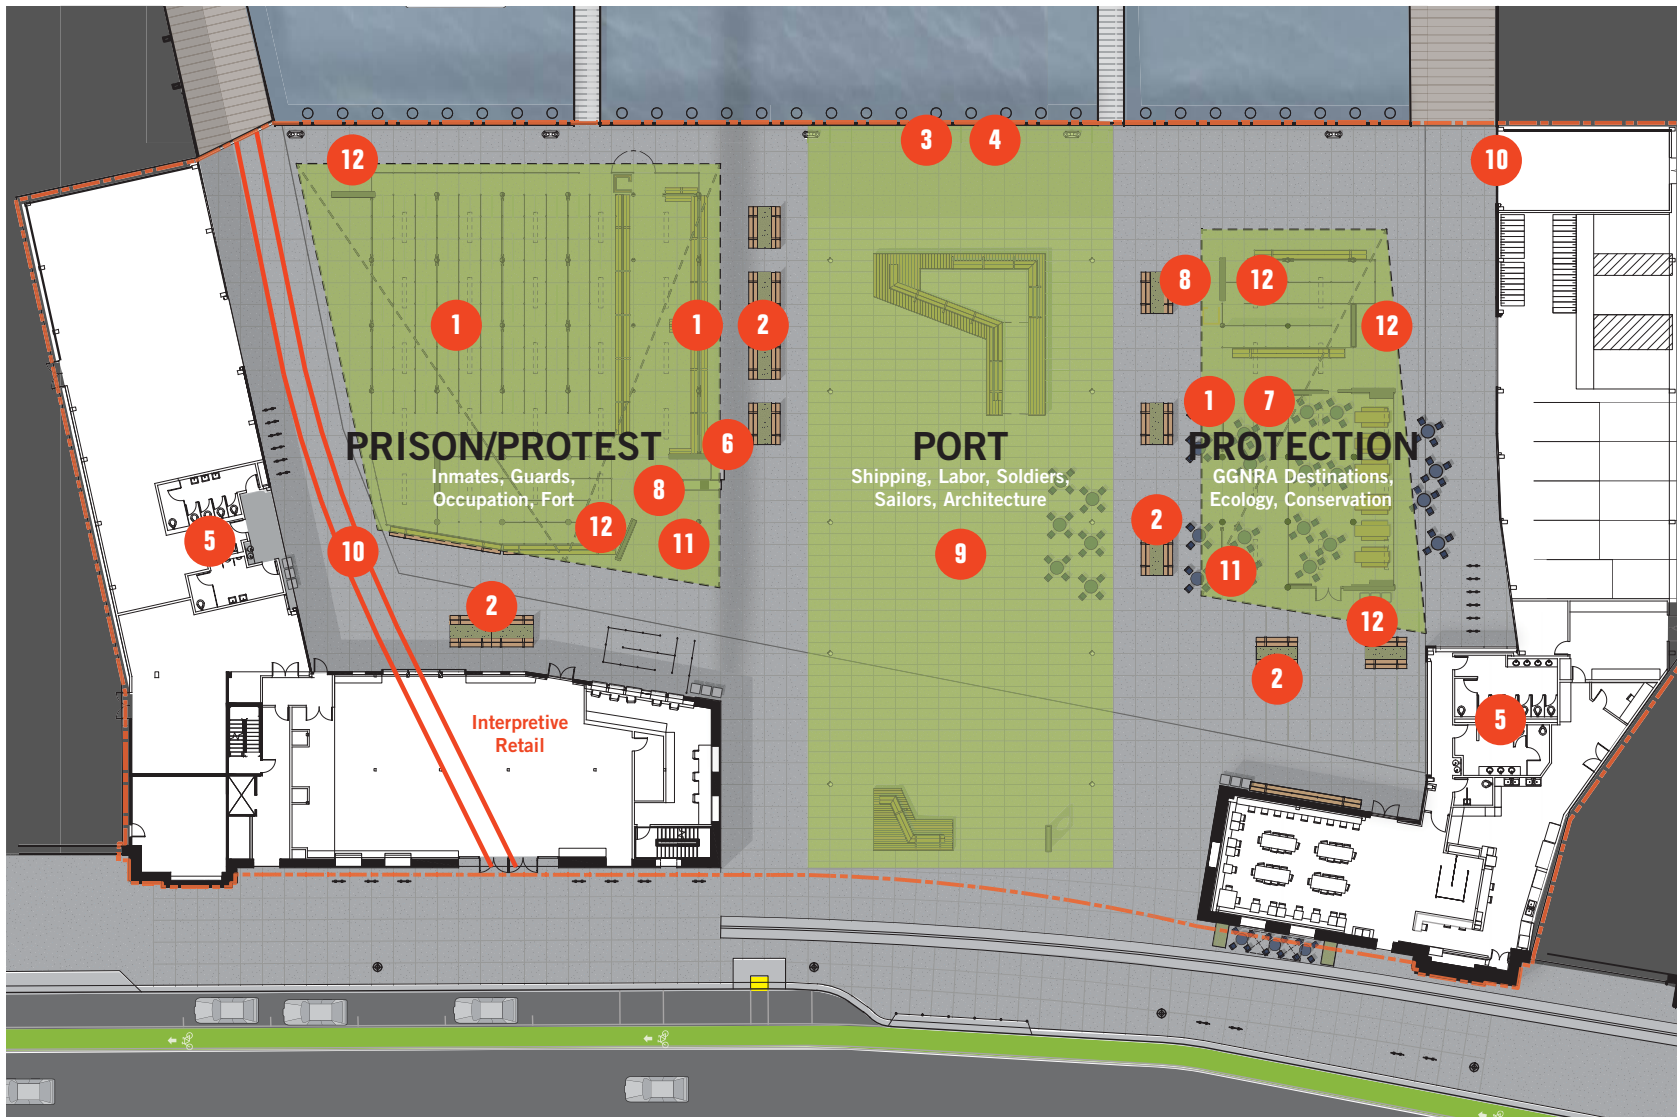 3
4
12
10
8
12
1
1
2
12
1
7
6
PRISON/PROTEST
Inmates, Guards,
Occupation, Fort
PORT
Shipping, Labor, Soldiers,
Sailors, Architecture
PROTECTION
GGNRA Destinations,
Ecology, Conservation
8
12
2
5
10
11
9
11
2
12
2
5
Interpretive
Retail